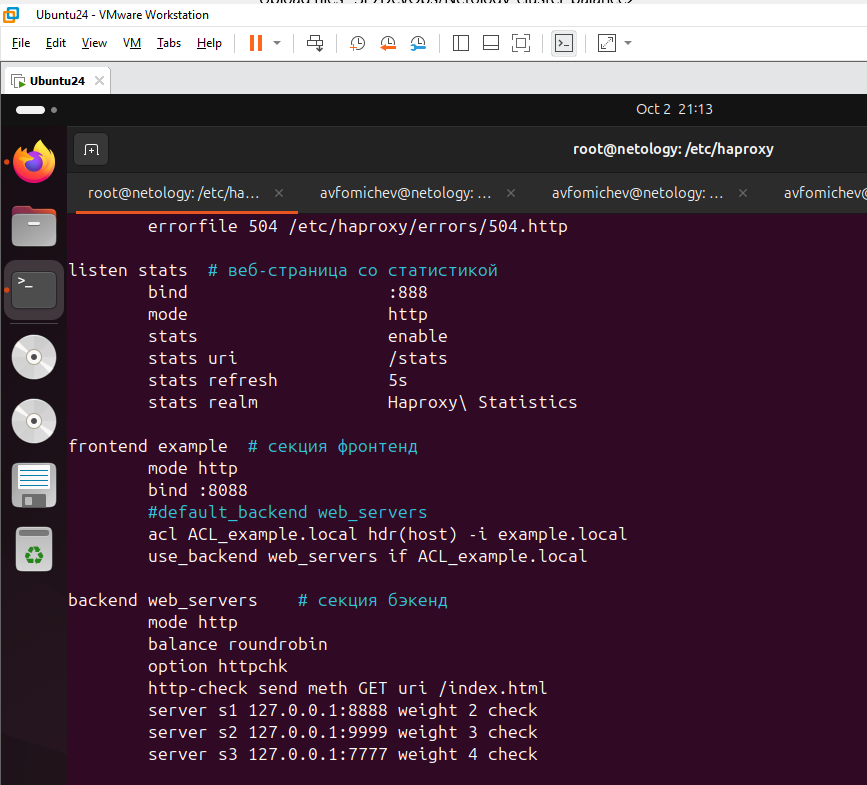 Ubuntu24 - VMware Workstation
File Edit View VM Tabs Help
Ubuntu24
Oct 2 21:13
root@netology: /etc/haproxy
root@netology: /etc/ha... avfomichev@netology: ... avfomichev@netology: ... avfomichev@
errorfile 504 /etc/haproxy/errors/504.http
listen stats # веб-страница со статистикой
bind :888
mode http
stats enable
stats uri /stats
stats refresh 5s
stats realm Haproxy\ Statistics
frontend example # секция фронтенд
mode http
bind :8088
#default_backend web_servers
acl ACL_example.local hdr(host) -i example.local
use_backend web_servers if ACL_example.local
backend web_servers # секция бэкенд
mode http
balance roundrobin
option httpchk
http-check send meth GET uri /index.html
server s1 127.0.0.1:8888 weight 2 check
server s2 127.0.0.1:9999 weight 3 check
server s3 127.0.0.1:7777 weight 4 check